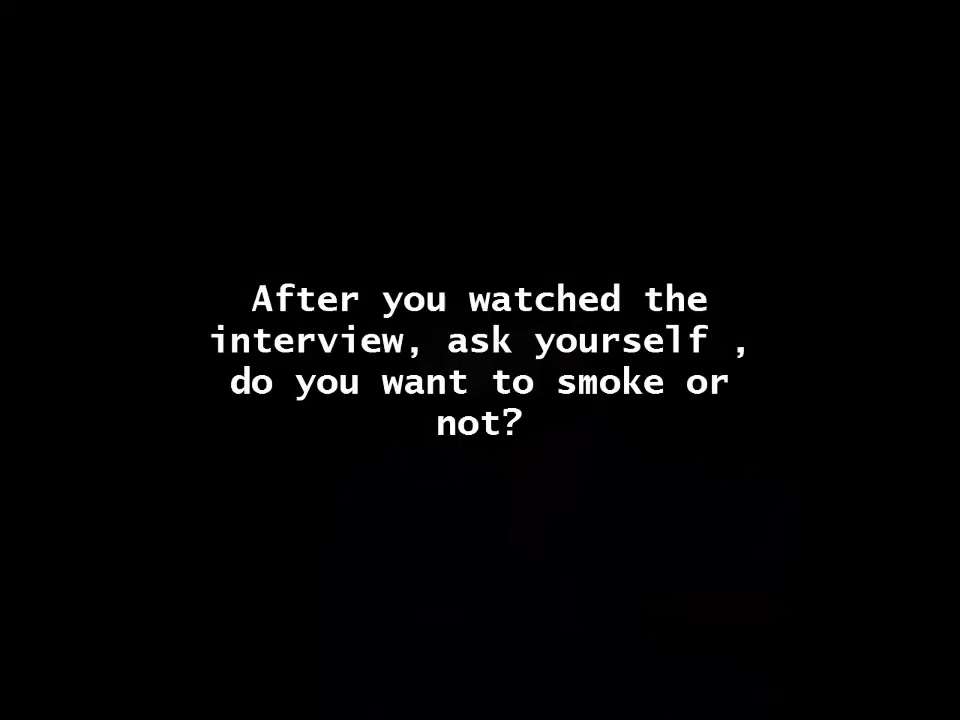 After you watched the
interview, ask yourself ,
do you want to smoke or
not?